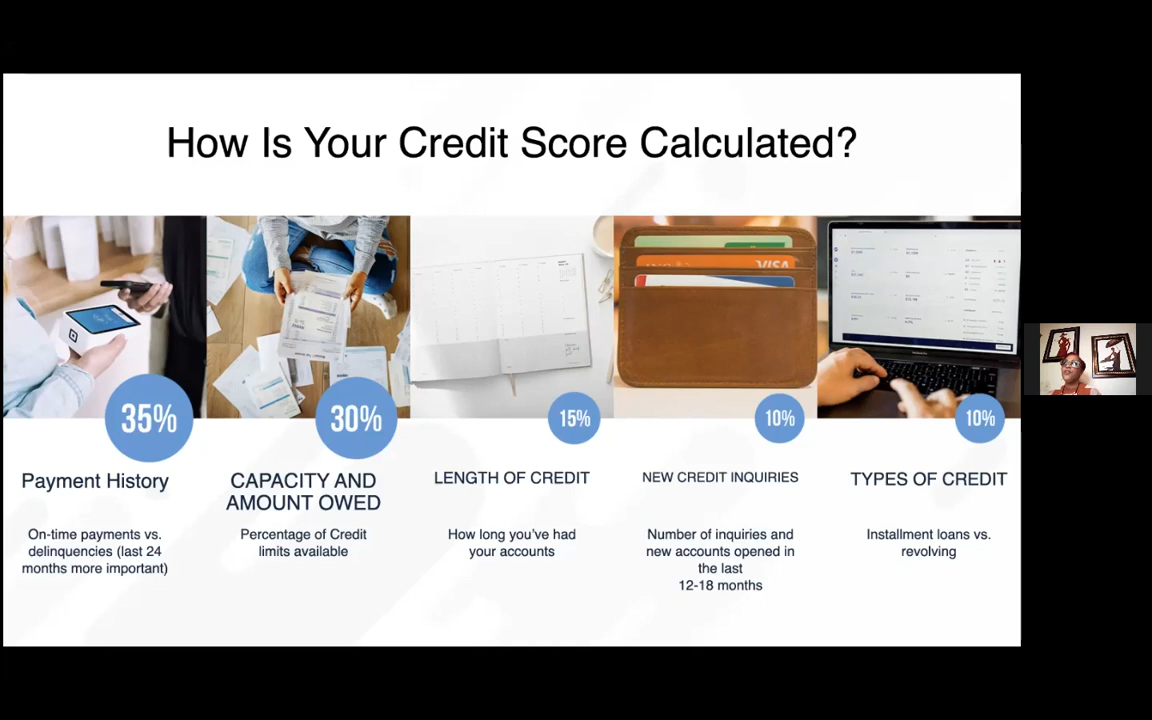 How Is Your Credit Score Calculated?
VISA
35%
30%
15%
10%
10%
Payment History
On-time payments vs.
delinquencies (last 24
months more important)
CAPACITY AND
AMOUNT OWED
Percentage of Credit
limits available
LENGTH OF CREDIT
How long you've had
your accounts
NEW CREDIT INQUIRIES
Number of inquiries and
new accounts opened in
the last
12-18 months
TYPES OF CREDIT
Installment loans vs.
revolving